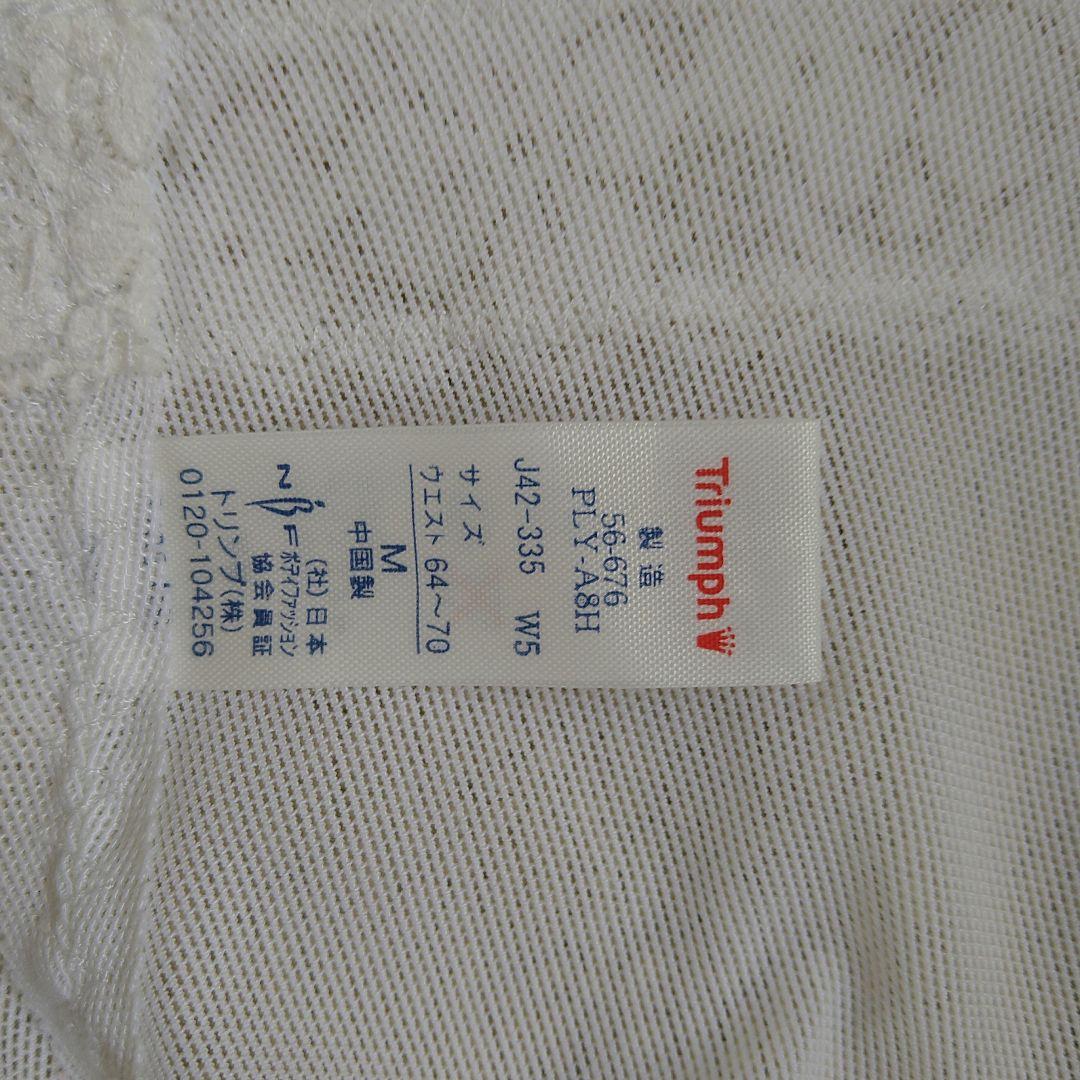 Triumph
製造
56-676
PLY-A8H
J42-335 W5
サイズ
ウエスト 64~70
M
中国製
NBF
(社)日本
ボディファッション
協会員証
トリンプ(株)
0120-104256